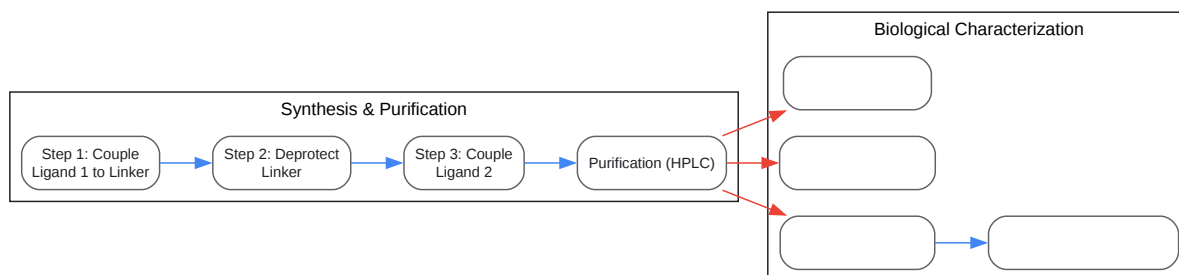 Biological Characterization
Synthesis & Purification
Step 1: Couple
Ligand 1 to Linker
Step 2: Deprotect
Linker
Step 3: Couple
Ligand 2
Purification (HPLC)